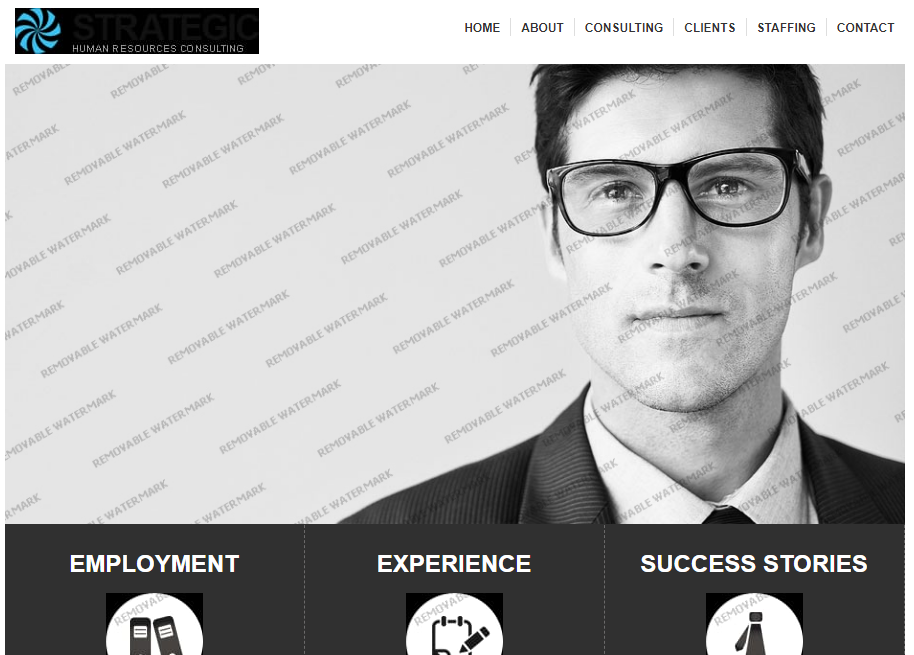 STRATEGIC
HUMAN RESOURCES CONSULTING
HOME ABOUT CONSULTING CLIENTS STAFFING CONTACT
REMOVABLE WATERMARK
EMPLOYMENT EXPERIENCE SUCCESS STORIES